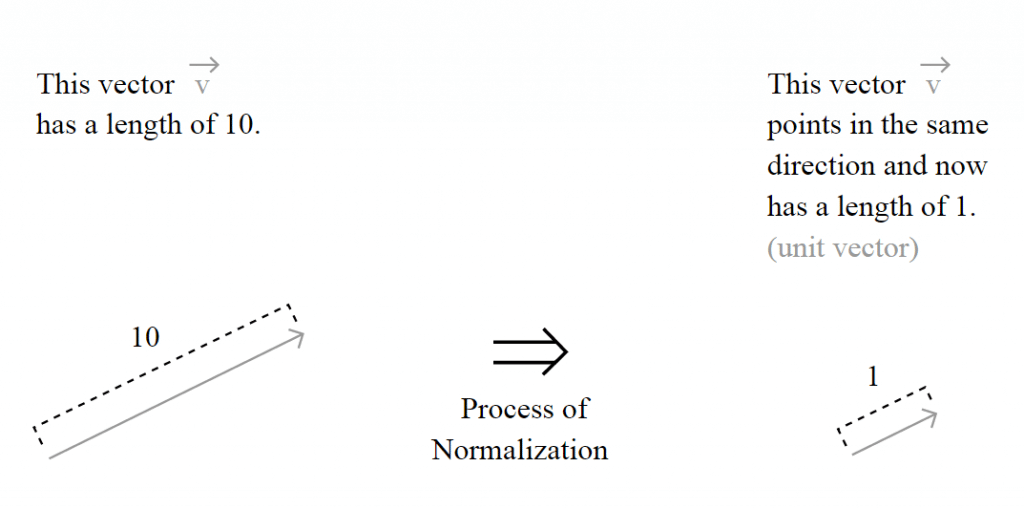 This vector v
has a length of 10.
This vector v
points in the same
direction and now
has a length of 1.
(unit vector)
10
Process of
Normalization
1